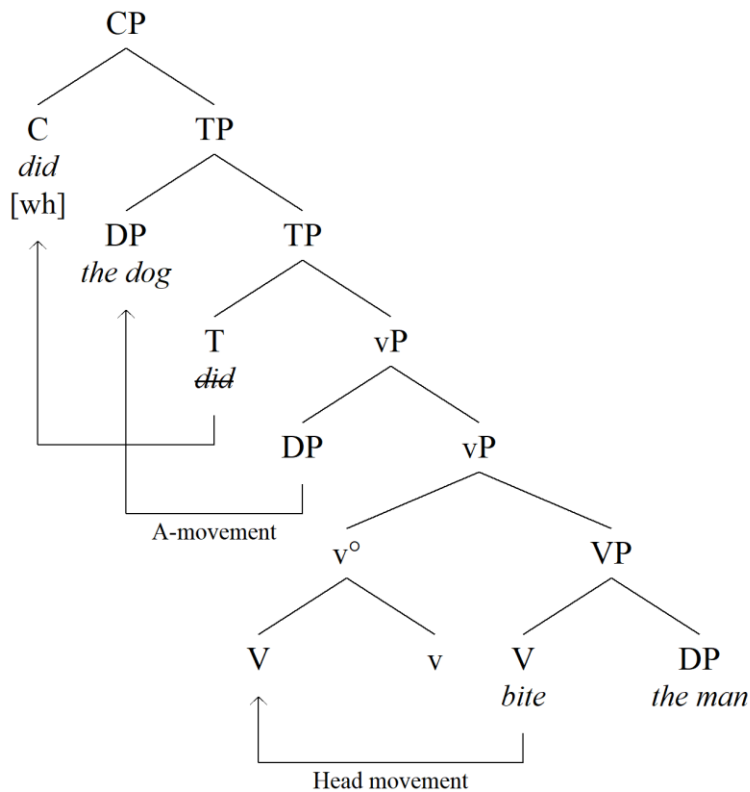 CP
C TP
did
[wh]
DP TP
the dog
T vP
did
DP vP
A-movement
v° VP
V v V DP
bite the man
Head movement